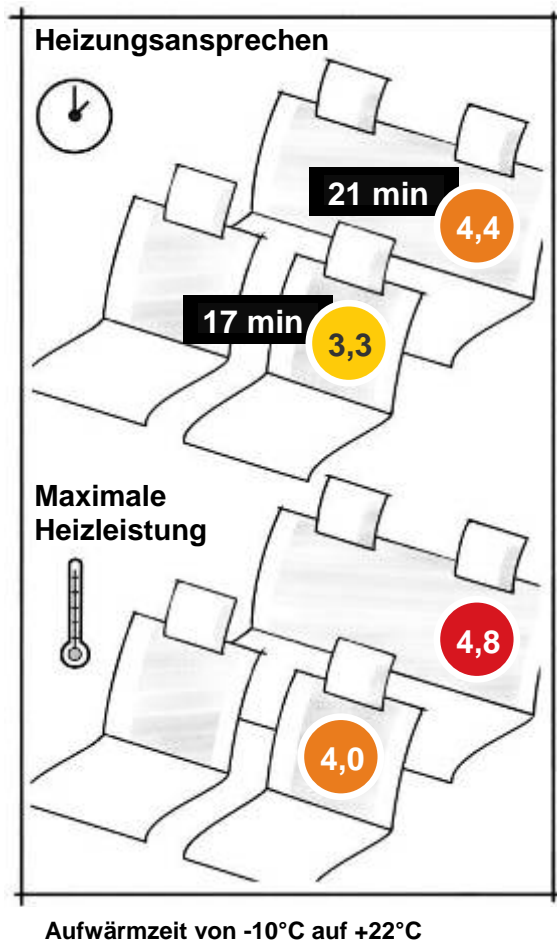 Heizungsansprechen
21 min
4,4
17 min
3,3
Maximale
Heizleistung
4,8
4,0
Aufwärmzeit von -10°C auf +22°C